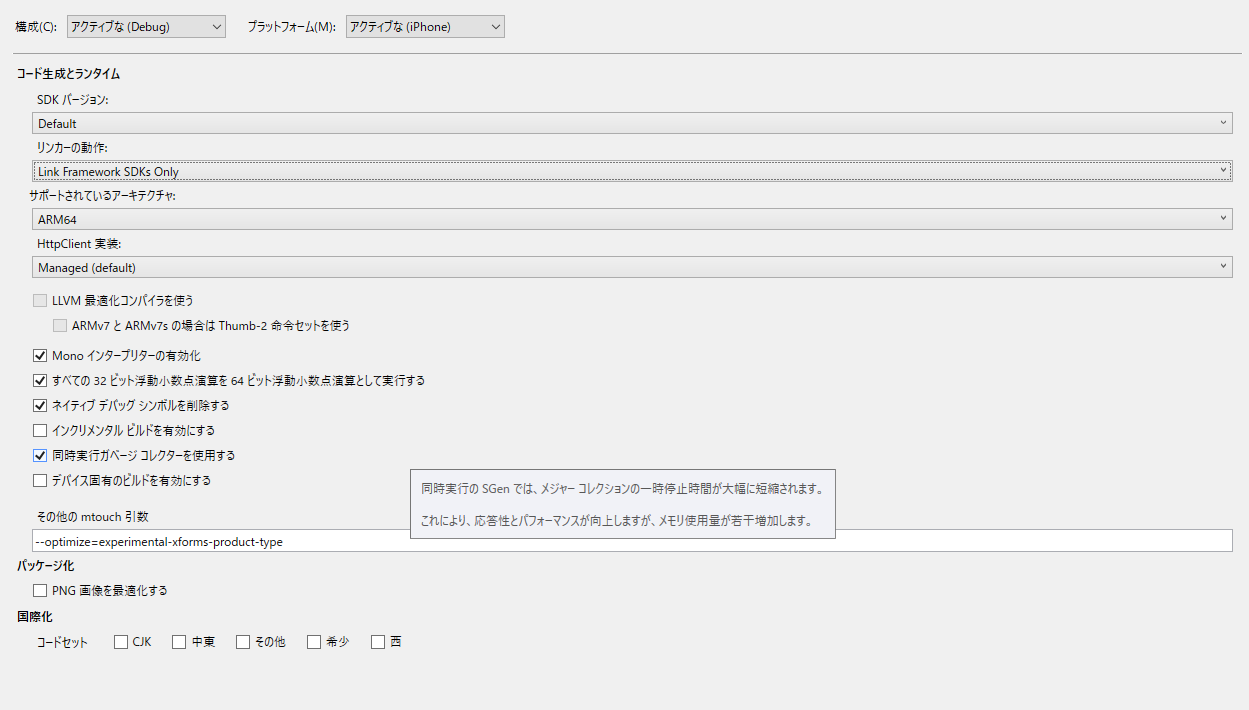 構成(C): アクティブな (Debug) プラットフォーム(M): アクティブな (iPhone)
コード生成とランタイム
SDK バージョン:
Default
リンカーの動作:
Link Framework SDKs Only
サポートされているアーキテクチャ:
ARM64
HttpClient 実装:
Managed (default)
LLVM 最適化コンパイラを使う
ARMv7 と ARMv7s の場合は Thumb-2 命令セットを使う
Mono インタープリターの有効化
すべての 32 ビット浮動小数点演算を 64 ビット浮動小数点演算として実行する
ネイティブ デバッグ シンボルを削除する
インクリメンタル ビルドを有効にする
同時実行ガベージ コレクターを使用する
デバイス固有のビルドを有効にする
同時実行の SGen では、メジャー コレクションの一時停止時間が大幅に短縮されます。
これにより、応答性とパフォーマンスが向上しますが、メモリ使用量が若干増加します。
その他の mtouch 引数
--optimize=experimental-xforms-product-type
パッケージ化
PNG 画像を最適化する
国際化
コードセット CJK 中東 その他 希少 西